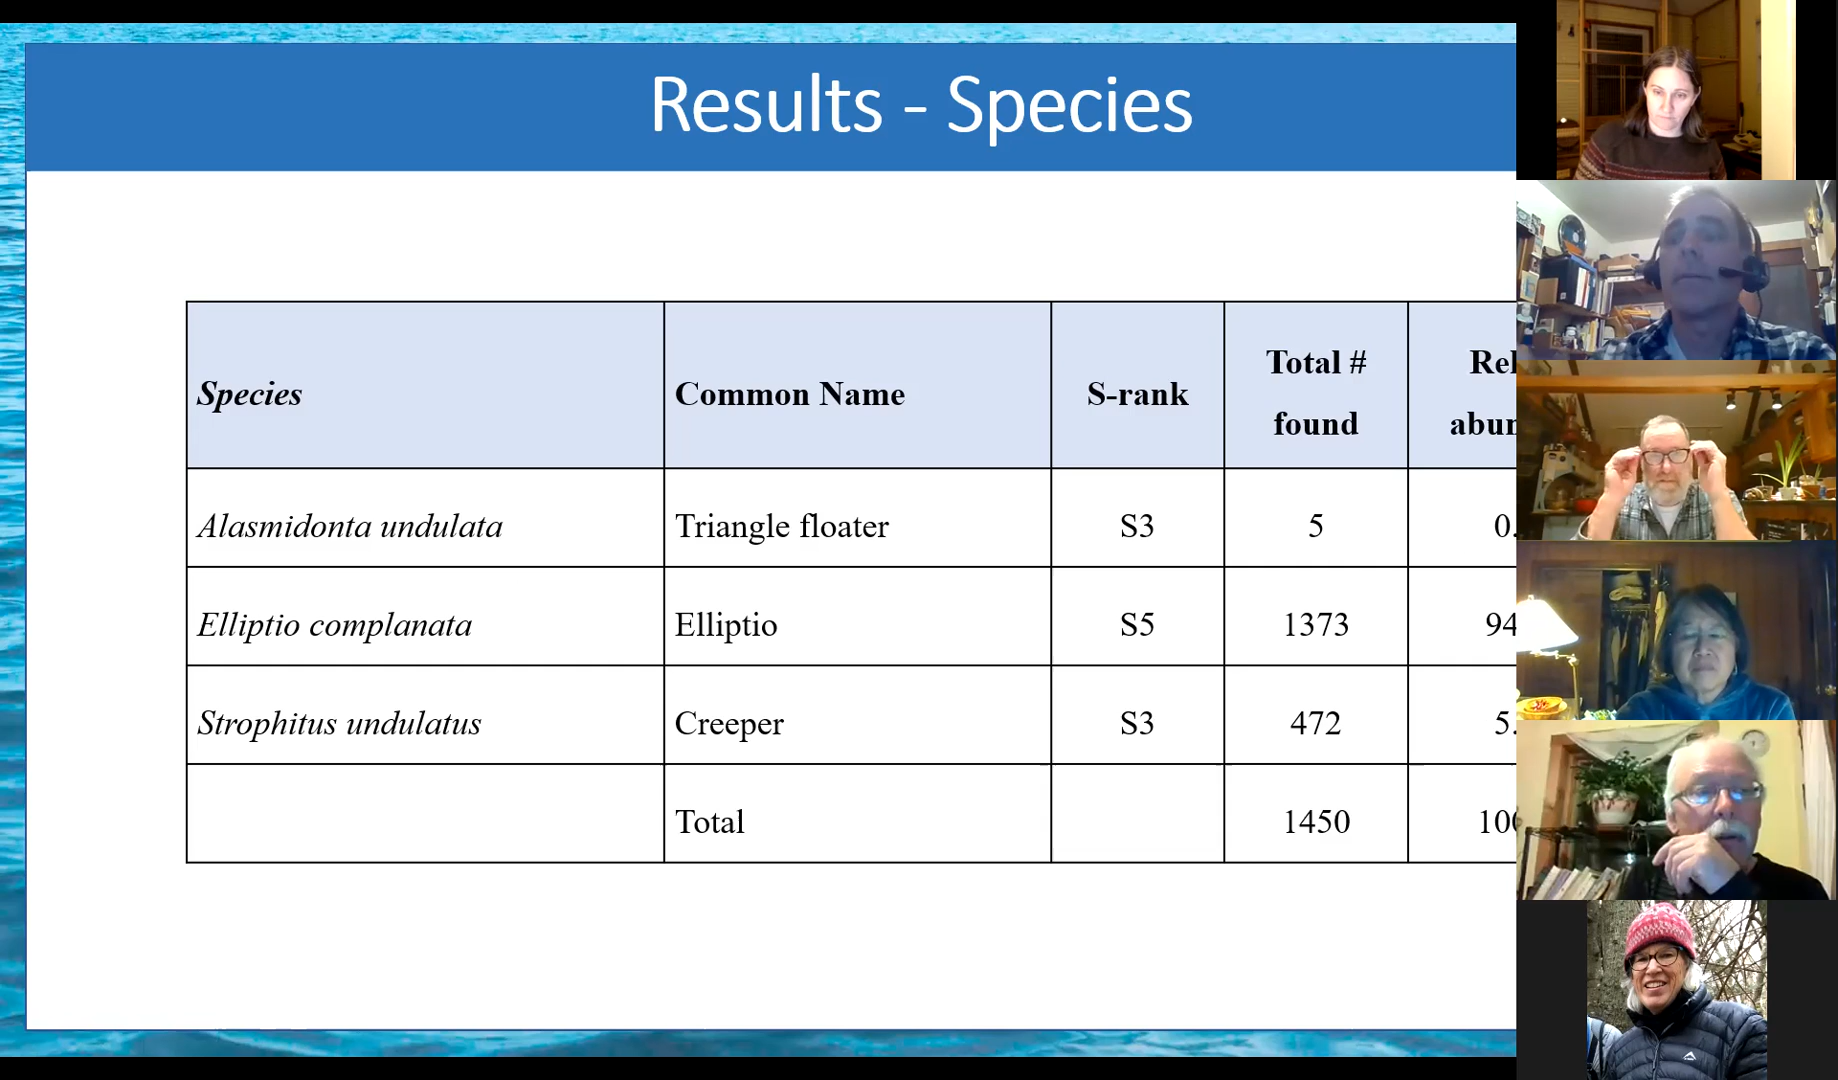 Results - Species
Species Common Name S-rank Total # found Rel abun
Alasmidonta undulata Triangle floater S3 5 0.
Elliptio complanata Elliptio S5 1373 94
Strophitus undulatus Creeper S3 472 5.
Total 1450 100